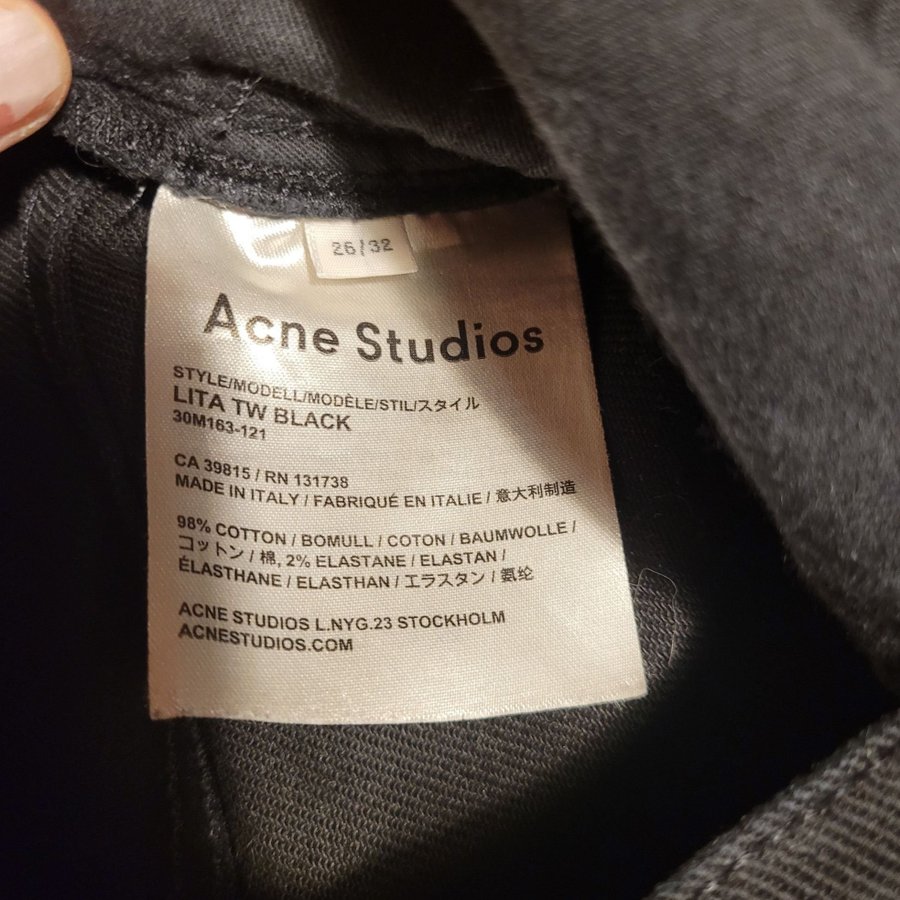 26/32
Acne Studios
STYLE/MODELL/MODÈLE/STIL/スタイル
LITA TW BLACK
30M163-121
CA 39815 / RN 131738
MADE IN ITALY / FABRIQUÉ EN ITALIE / 意大利制造
98% COTTON / BOMULL / COTON / BAUMWOLLE /
コットン / 棉, 2% ELASTANE / ELASTAN /
ÉLASTHANE / ELASTHAN / エラスタン / 氨纶
ACNE STUDIOS L.NYG.23 STOCKHOLM
ACNESTUDIOS.COM